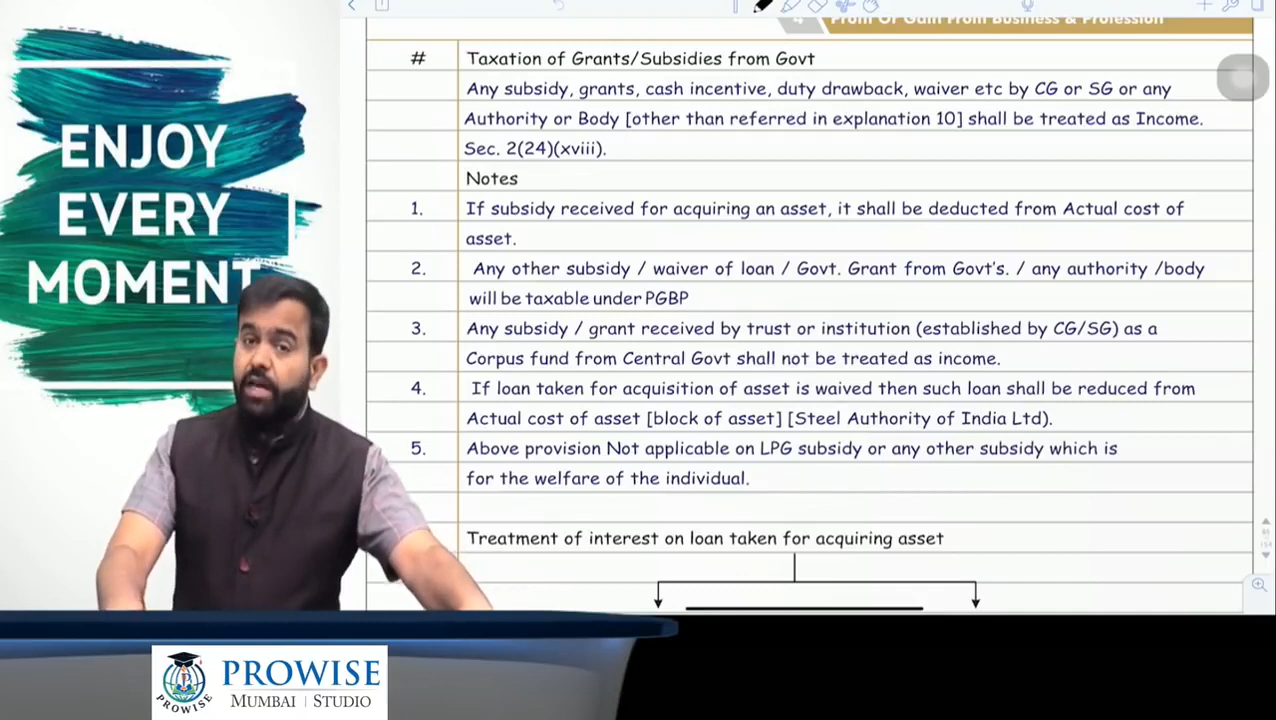 ENJOY
EVERY
MOMENT
4 From Or Gain From Business & Profession
# Taxation of Grants/Subsidies from Govt
Any subsidy, grants, cash incentive, duty drawback, waiver etc by CG or SG or any
Authority or Body [other than referred in explanation 10] shall be treated as Income.
Sec. 2(24)(xviii).
Notes
1. If subsidy received for acquiring an asset, it shall be deducted from Actual cost of
asset.
2. Any other subsidy / waiver of loan / Govt. Grant from Govt's. / any authority /body
will be taxable under PGBP
3. Any subsidy / grant received by trust or institution (established by CG/SG) as a
Corpus fund from Central Govt shall not be treated as income.
4. If loan taken for acquisition of asset is waived then such loan shall be reduced from
Actual cost of asset [block of asset] [Steel Authority of India Ltd).
5. Above provision Not applicable on LPG subsidy or any other subsidy which is
for the welfare of the individual.
Treatment of interest on loan taken for acquiring asset
PROWISE
MUMBAI | STUDIO
PROWISE